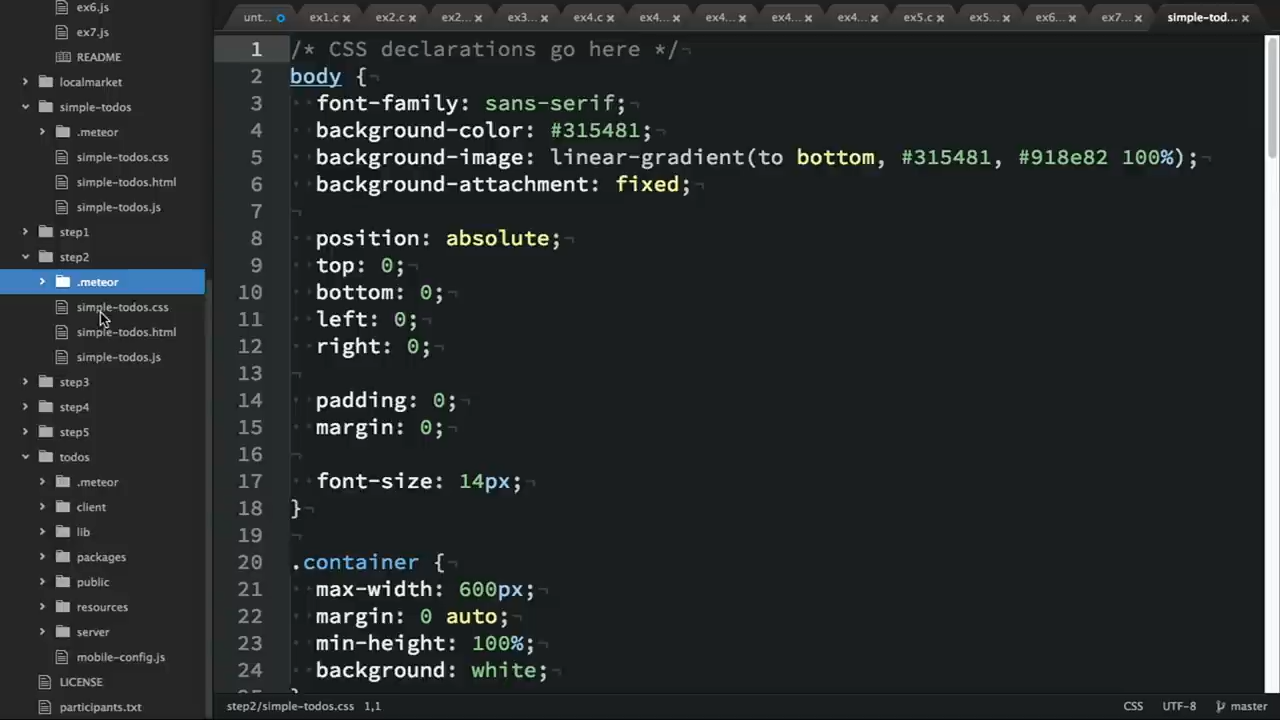 unt... ex1.c ex2.c ex2... ex3... ex4.c ex4... ex4... ex4... ex4... ex5.c ex5... ex6... ex7... simple-tod...
ex6.js
ex7.js
README
localmarket
simple-todos
.meteor
simple-todos.css
simple-todos.html
simple-todos.js
step1
step2
.meteor
simple-todos.css
simple-todos.html
simple-todos.js
step3
step4
step5
todos
.meteor
client
lib
packages
public
resources
server
mobile-config.js
LICENSE
participants.txt
1 /* CSS declarations go here */
2 body {
3 font-family: sans-serif;
4 background-color: #315481;
5 background-image: linear-gradient(to bottom, #315481, #918e82 100%);
6 background-attachment: fixed;
7
8 position: absolute;
9 top: 0;
10 bottom: 0;
11 left: 0;
12 right: 0;
13
14 padding: 0;
15 margin: 0;
16
17 font-size: 14px;
18 }
19
20 .container {
21 max-width: 600px;
22 margin: 0 auto;
23 min-height: 100%;
24 background: white;
step2/simple-todos.css 1,1 CSS UTF-8 master